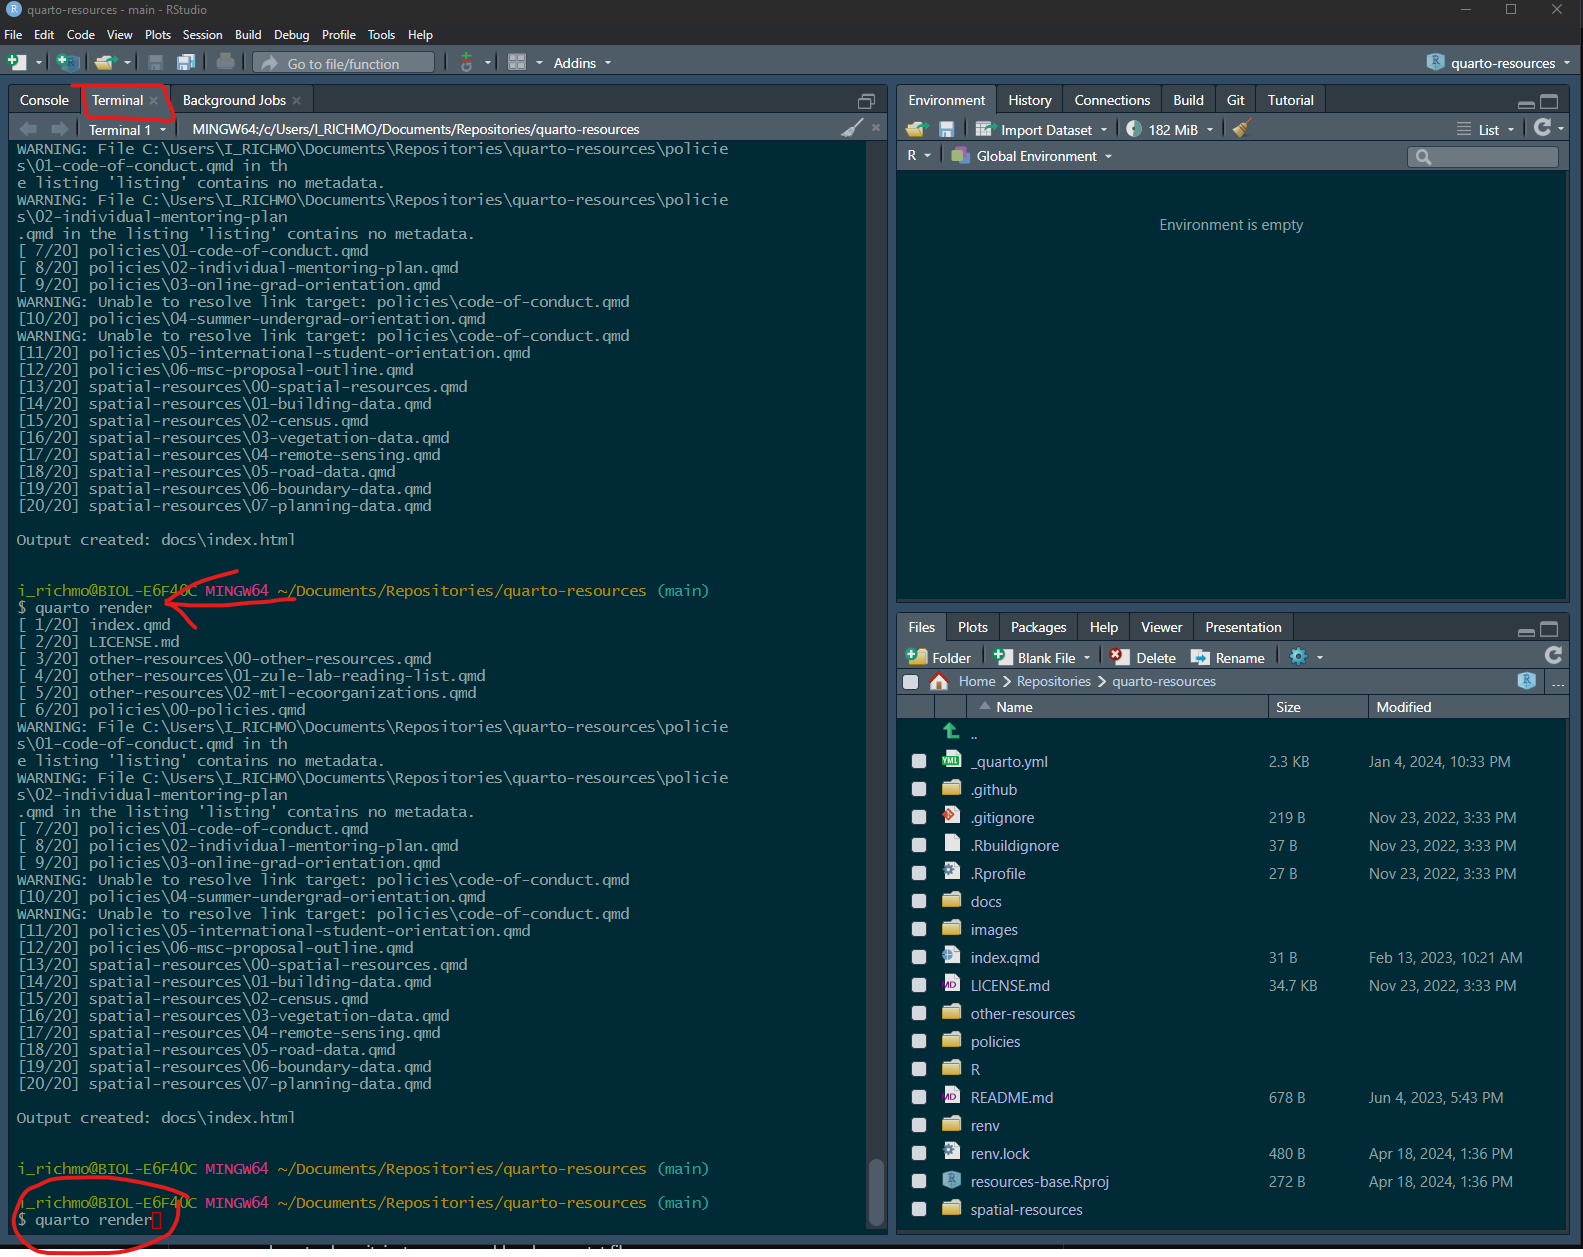 quarto-resources - main - RStudio
File Edit Code View Plots Session Build Debug Profile Tools Help
Go to file/function
Addins
quarto-resources
Console Terminal Background Jobs
Terminal 1 MINGW64:/c/Users/I_RICHMO/Documents/Repositories/quarto-resources
WARNING: File C:\Users\I_RICHMO\Documents\Repositories\quarto-resources\policie
s\01-code-of-conduct.qmd in th
e listing 'listing' contains no metadata.
WARNING: File C:\Users\I_RICHMO\Documents\Repositories\quarto-resources\policie
s\02-individual-mentoring-plan
.qmd in the listing 'listing' contains no metadata.
[ 7/20] policies\01-code-of-conduct.qmd
[ 8/20] policies\02-individual-mentoring-plan.qmd
[ 9/20] policies\03-online-grad-orientation.qmd
WARNING: Unable to resolve link target: policies\code-of-conduct.qmd
[10/20] policies\04-summer-undergrad-orientation.qmd
WARNING: Unable to resolve link target: policies\code-of-conduct.qmd
[11/20] policies\05-international-student-orientation.qmd
[12/20] policies\06-msc-proposal-outline.qmd
[13/20] spatial-resources\00-spatial-resources.qmd
[14/20] spatial-resources\01-building-data.qmd
[15/20] spatial-resources\02-census.qmd
[16/20] spatial-resources\03-vegetation-data.qmd
[17/20] spatial-resources\04-remote-sensing.qmd
[18/20] spatial-resources\05-road-data.qmd
[19/20] spatial-resources\06-boundary-data.qmd
[20/20] spatial-resources\07-planning-data.qmd
Output created: docs\index.html
i_richmo@BIOL-E6F40C MINGW64 ~/Documents/Repositories/quarto-resources (main)
$ quarto render
[ 1/20] index.qmd
[ 2/20] LICENSE.md
[ 3/20] other-resources\00-other-resources.qmd
[ 4/20] other-resources\01-zule-lab-reading-list.qmd
[ 5/20] other-resources\02-mtl-ecoorganizations.qmd
[ 6/20] policies\00-policies.qmd
WARNING: File C:\Users\I_RICHMO\Documents\Repositories\quarto-resources\policie
s\01-code-of-conduct.qmd in th
e listing 'listing' contains no metadata.
WARNING: File C:\Users\I_RICHMO\Documents\Repositories\quarto-resources\policie
s\02-individual-mentoring-plan
.qmd in the listing 'listing' contains no metadata.
[ 7/20] policies\01-code-of-conduct.qmd
[ 8/20] policies\02-individual-mentoring-plan.qmd
[ 9/20] policies\03-online-grad-orientation.qmd
WARNING: Unable to resolve link target: policies\code-of-conduct.qmd
[10/20] policies\04-summer-undergrad-orientation.qmd
WARNING: Unable to resolve link target: policies\code-of-conduct.qmd
[11/20] policies\05-international-student-orientation.qmd
[12/20] policies\06-msc-proposal-outline.qmd
[13/20] spatial-resources\00-spatial-resources.qmd
[14/20] spatial-resources\01-building-data.qmd
[15/20] spatial-resources\02-census.qmd
[16/20] spatial-resources\03-vegetation-data.qmd
[17/20] spatial-resources\04-remote-sensing.qmd
[18/20] spatial-resources\05-road-data.qmd
[19/20] spatial-resources\06-boundary-data.qmd
[20/20] spatial-resources\07-planning-data.qmd
Output created: docs\index.html
i_richmo@BIOL-E6F40C MINGW64 ~/Documents/Repositories/quarto-resources (main)
i_richmo@BIOL-E6F40C MINGW64 ~/Documents/Repositories/quarto-resources (main)
$ quarto render
Environment History Connections Build Git Tutorial
Import Dataset 182 MiB List
R Global Environment
Environment is empty
Files Plots Packages Help Viewer Presentation
Folder Blank File Delete Rename
Home Repositories quarto-resources ...
Name Size Modified
..
_quarto.yml 2.3 KB Jan 4, 2024, 10:33 PM
.github
.gitignore 219 B Nov 23, 2022, 3:33 PM
.Rbuildignore 37 B Nov 23, 2022, 3:33 PM
.Rprofile 27 B Nov 23, 2022, 3:33 PM
docs
images
index.qmd 31 B Feb 13, 2023, 10:21 AM
LICENSE.md 34.7 KB Nov 23, 2022, 3:33 PM
other-resources
policies
R
README.md 678 B Jun 4, 2023, 5:43 PM
renv
renv.lock 480 B Apr 18, 2024, 1:36 PM
resources-base.Rproj 272 B Apr 18, 2024, 1:36 PM
spatial-resources